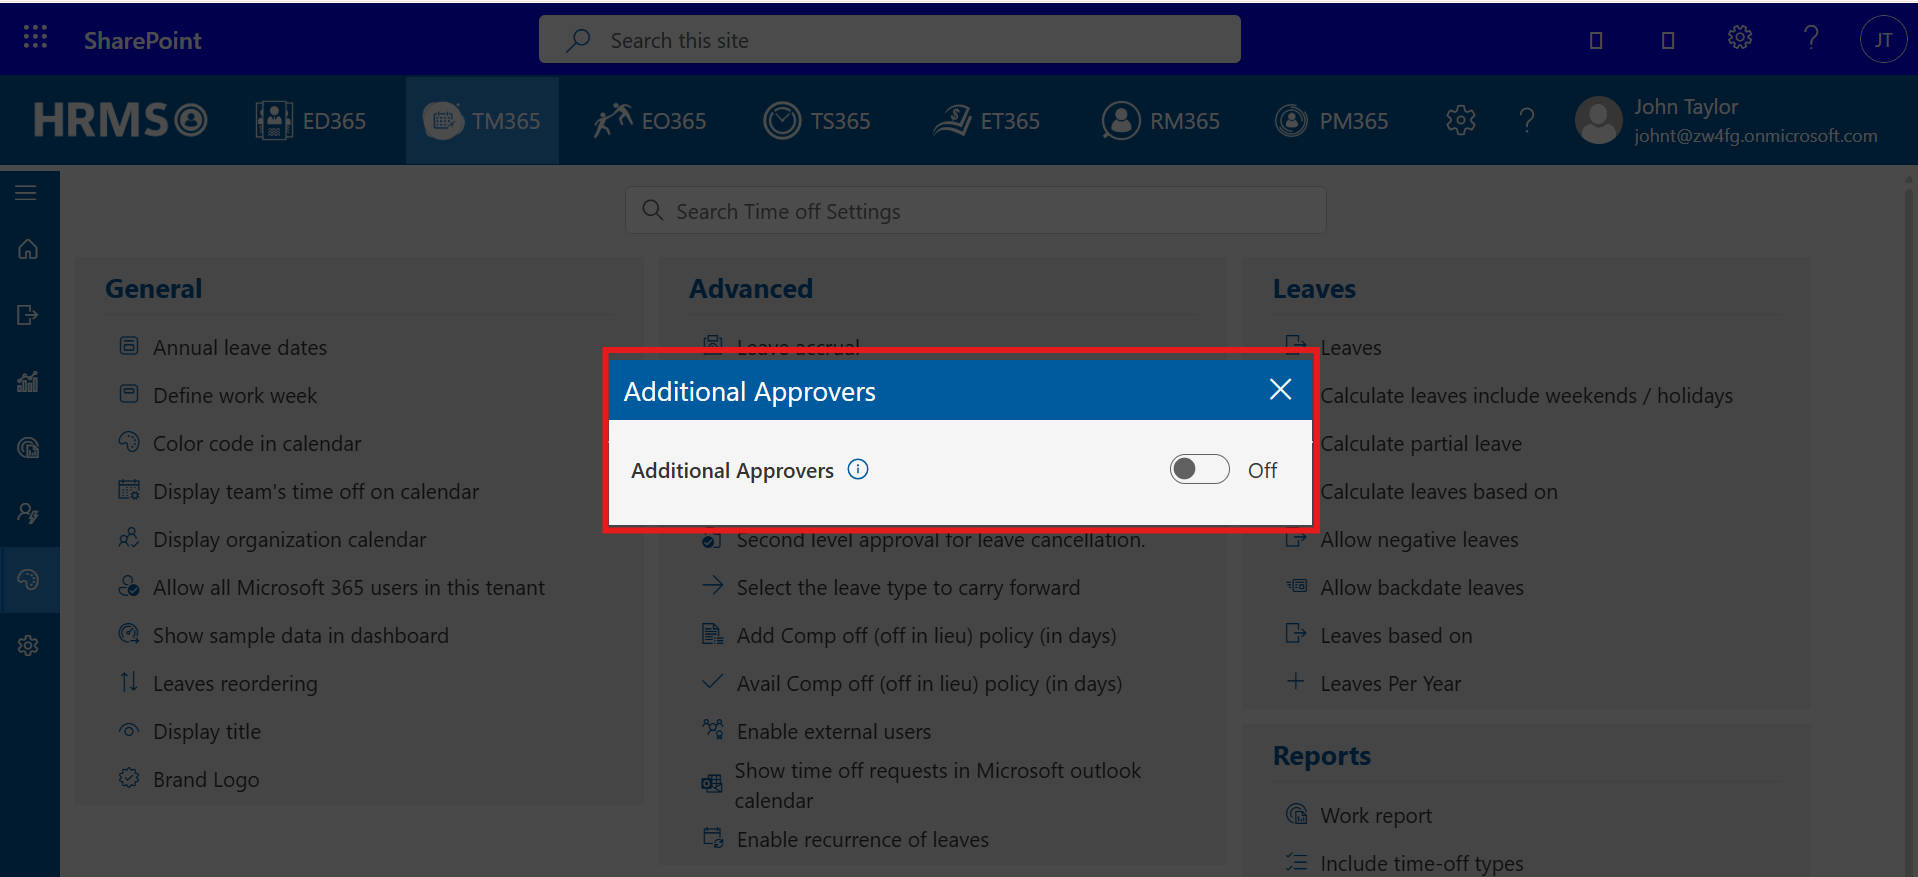 SharePoint
Search this site
JT
HRMS
ED365
TM365
EO365
TS365
ET365
RM365
PM365
John Taylor
johnt@zw4fg.onmicrosoft.com
Search Time off Settings
General
Annual leave dates
Define work week
Color code in calendar
Display team's time off on calendar
Display organization calendar
Allow all Microsoft 365 users in this tenant
Show sample data in dashboard
Leaves reordering
Display title
Brand Logo
Advanced
Leave accrual
Additional Approvers
Additional Approvers
Off
Second level approval for leave cancellation.
Select the leave type to carry forward
Add Comp off (off in lieu) policy (in days)
Avail Comp off (off in lieu) policy (in days)
Enable external users
Show time off requests in Microsoft outlook
calendar
Enable recurrence of leaves
Leaves
Leaves
Calculate leaves include weekends / holidays
Calculate partial leave
Calculate leaves based on
Allow negative leaves
Allow backdate leaves
Leaves based on
Leaves Per Year
Reports
Work report
Include time-off types